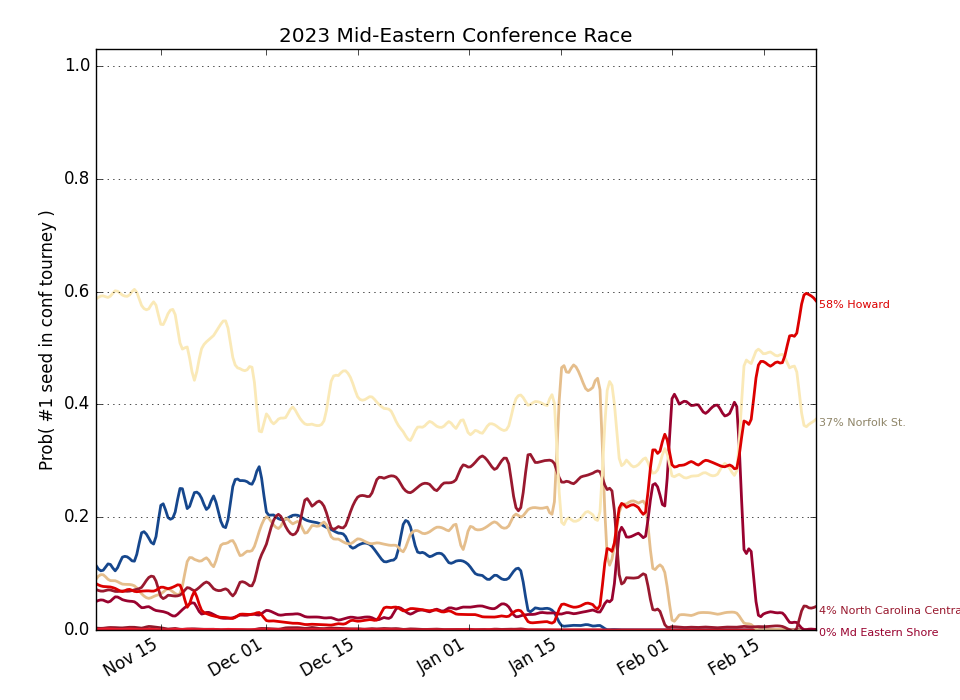 2023 Mid-Eastern Conference Race
Prob( #1 seed in conf tourney )
1.0
0.8
0.6
0.4
0.2
0.0
Nov 15
Dec 01
Dec 15
Jan 01
Jan 15
Feb 01
Feb 15
58% Howard
37% Norfolk St.
4% North Carolina Centra
0% Md Eastern Shore